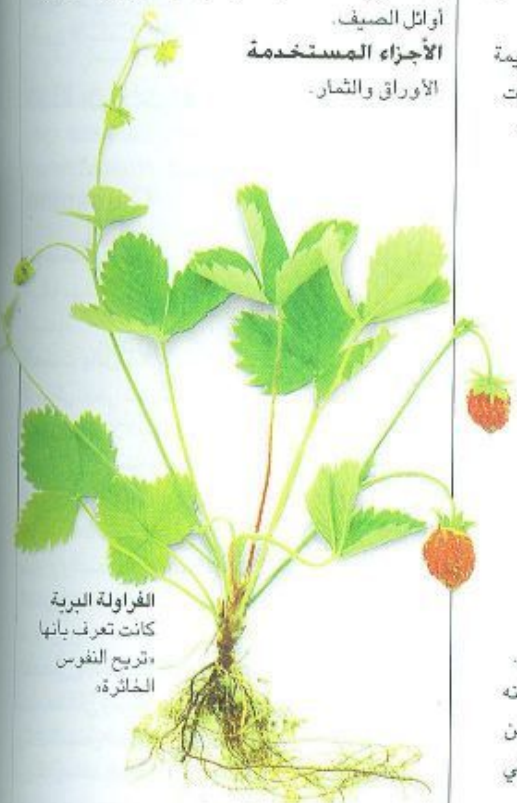 أوائل الصيف.
الأجزاء المستخدمة
الأوراق والثمار.
الفراولة البرية
كانت تعرف بأنها
«تريح النفوس
الخائرة»